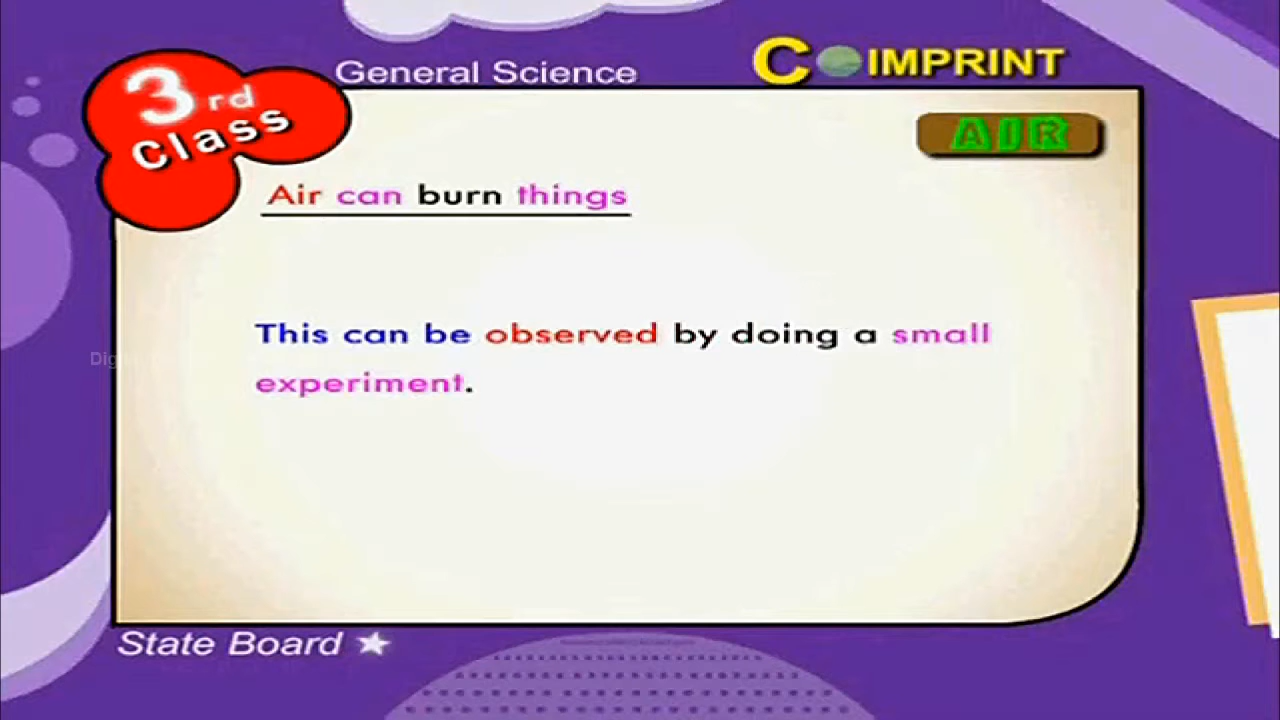 General Science
C IMPRINT
3rd
Class
AIR
Air can burn things
This can be observed by doing a small
experiment.
State Board